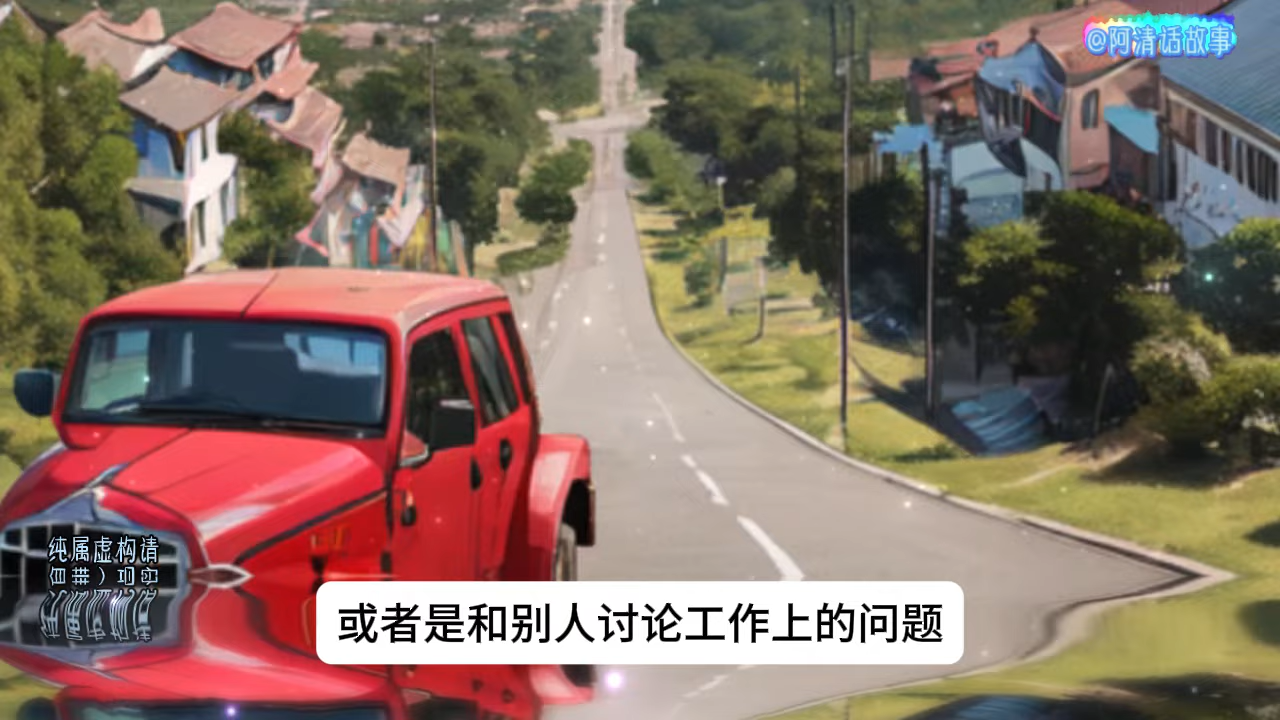 @阿清话故事
纯属虚构请
或者是和别人讨论工作上的问题